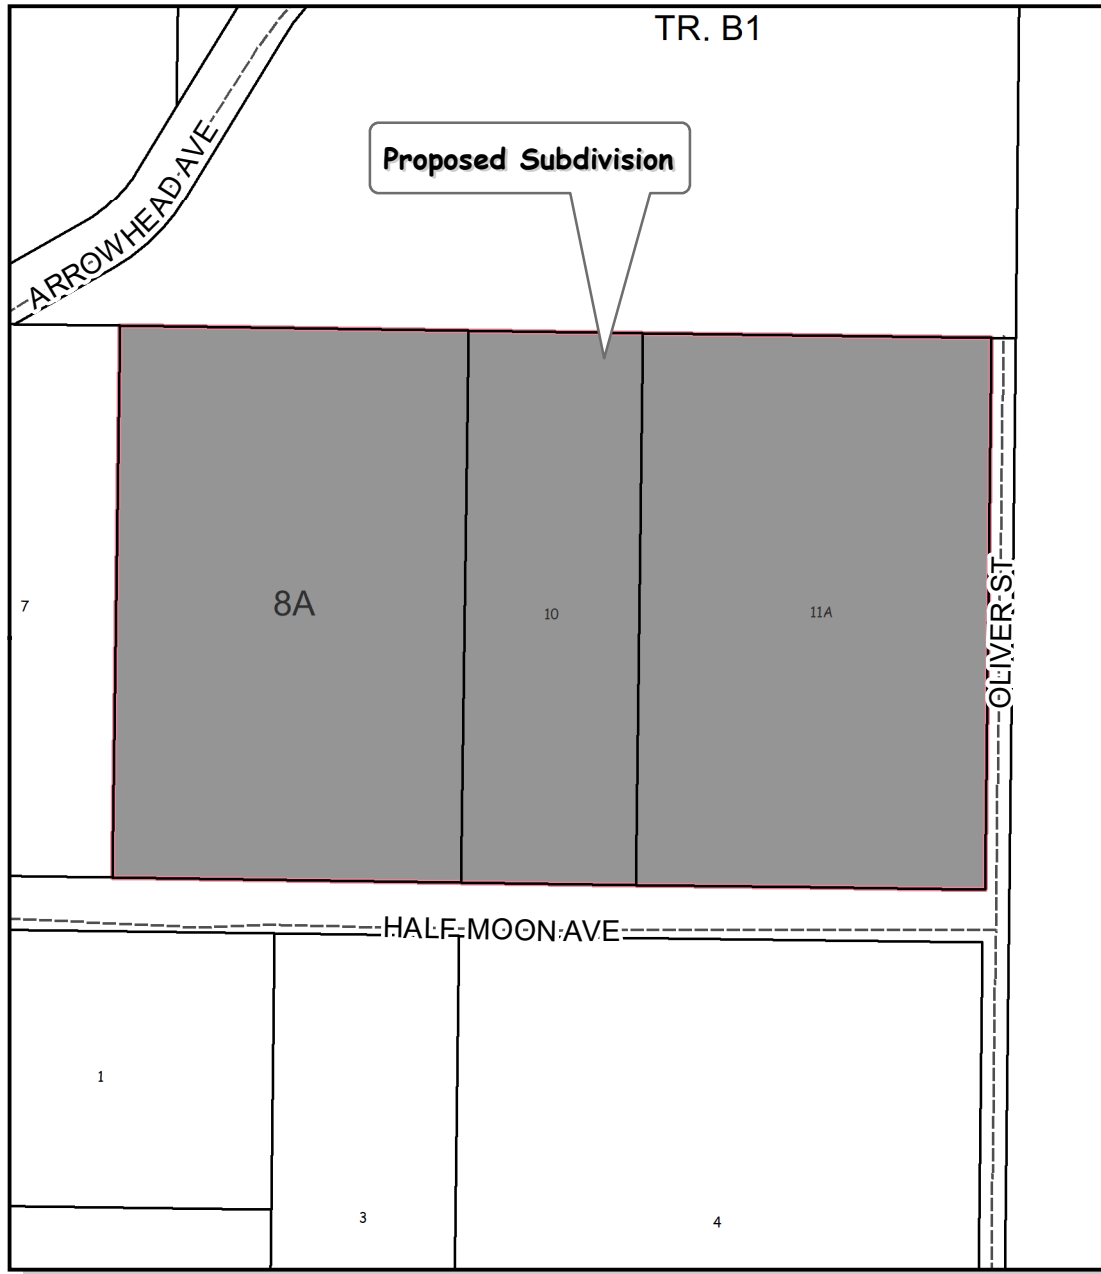 TR. B1
ARROWHEAD AVE
Proposed Subdivision
7
8A
10
11A
OLIVER ST
HALF MOON AVE
1
3
4